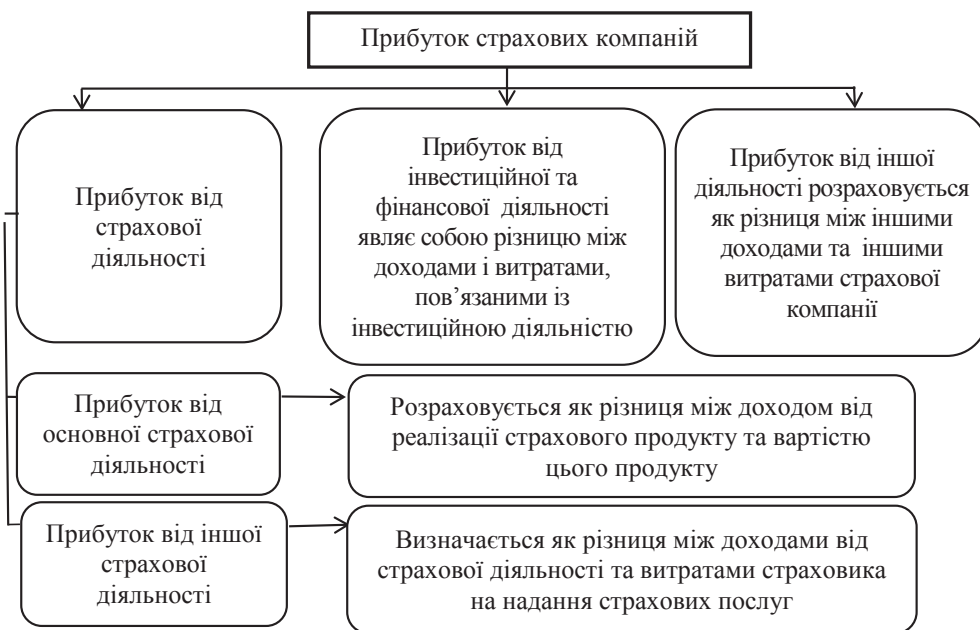 Прибуток страхових компаній
Прибуток від
страхової
діяльності
Прибуток від
інвестиційної та
фінансової діяльності
являє собою різницю між
доходами і витратами,
пов’язаними із
інвестиційною діяльністю
Прибуток від іншої
діяльності розраховується
як різниця між іншими
доходами та іншими
витратами страхової
компанії
Прибуток від
основної страхової
діяльності
Розраховується як різниця між доходом від
реалізації страхового продукту та вартістю
цього продукту
Прибуток від іншої
страхової
діяльності
Визначається як різниця між доходами від
страхової діяльності та витратами страховика
на надання страхових послуг